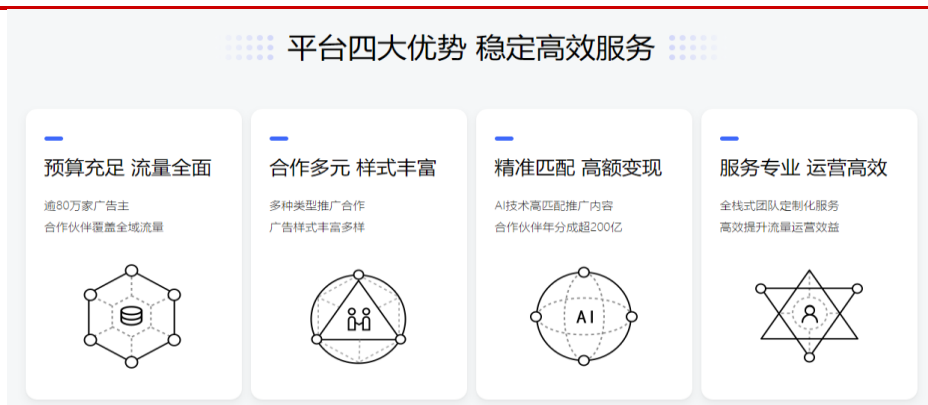 平台四大优势 稳定高效服务
预算充足 流量全面
逾80万家广告主
合作伙伴覆盖全域流量
合作多元 样式丰富
多种类型推广合作
广告样式丰富多样
精准匹配 高额变现
AI技术高匹配推广内容
合作伙伴年分成超200亿
AI
服务专业 运营高效
全栈式团队定制化服务
高效提升流量运营效益